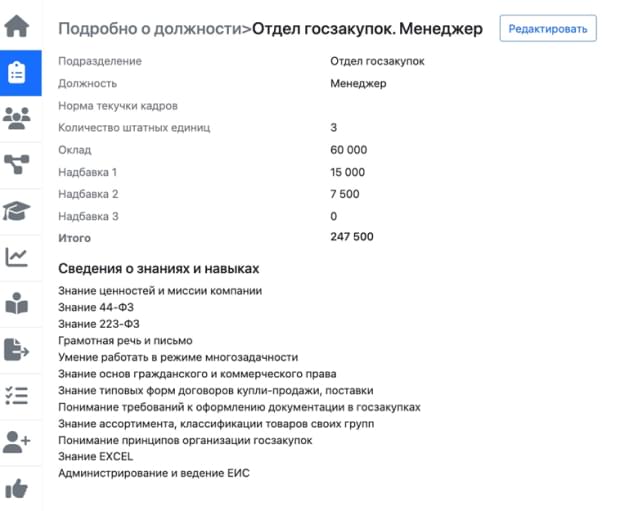 Подробно о должности>Отдел госзакупок. Менеджер
Редактировать
Подразделение Отдел госзакупок
Должность Менеджер
Норма текучки кадров
Количество штатных единиц 3
Оклад 60 000
Надбавка 1 15 000
Надбавка 2 7 500
Надбавка 3 0
Итого 247 500
Сведения о знаниях и навыках
Знание ценностей и миссии компании
Знание 44-ФЗ
Знание 223-ФЗ
Грамотная речь и письмо
Умение работать в режиме многозадачности
Знание основ гражданского и коммерческого права
Знание типовых форм договоров купли-продажи, поставки
Понимание требований к оформлению документации в госзакупках
Знание ассортимента, классификации товаров своих групп
Понимание принципов организации госзакупок
Знание EXCEL
Администрирование и ведение ЕИС